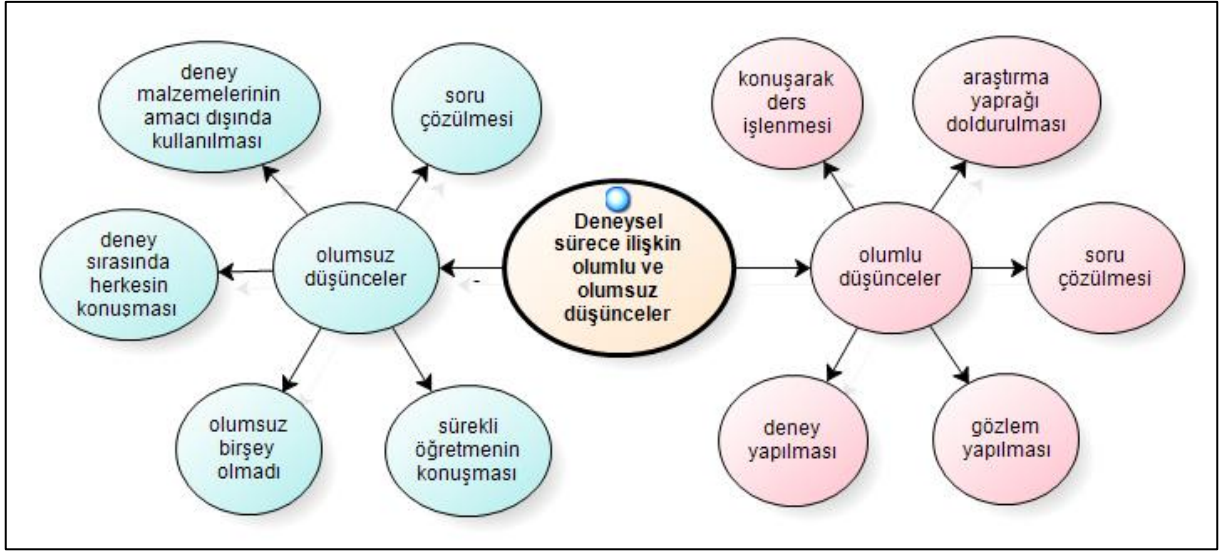 deney
malzemelerinin
amacı dışında
kullanılması
soru
çözülmesi
konuşarak
ders
işlenmesi
araştırma
yaprağı
doldurulması
deney
sırasında
herkesin
konuşması
olumsuz
düşünceler
Deneysel
sürece ilişkin
olumlu ve
olumsuz
düşünceler
-
olumlu
düşünceler
soru
çözülmesi
olumsuz
birşey
olmadı
sürekli
öğretmenin
konuşması
deney
yapılması
gözlem
yapılması